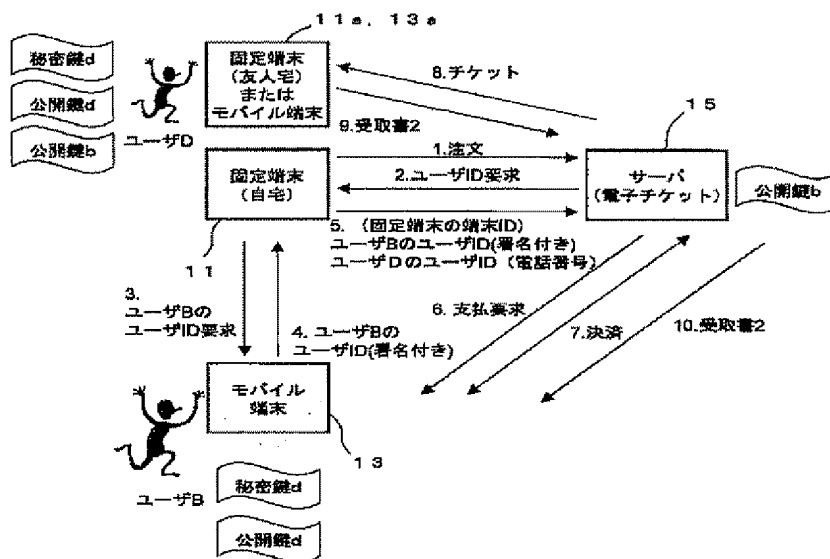 11a, 13a
秘密鍵d
公開鍵d
公開鍵b
ユーザD
固定端末
(友人宅)
または
モバイル端末
8.チケット
9.受取書2
15
固定端末
(自宅)
11
1.注文
2.ユーザID要求
サーバ
(電子チケット)
公開鍵b
5. (固定端末の端末ID)
ユーザBのユーザID(署名付き)
ユーザDのユーザID(電話番号)
3.
ユーザBの
ユーザID要求
4. ユーザBの
ユーザID(署名付き)
6. 支払要求
7.決済
10.受取書2
モバイル
端末
13
ユーザB
秘密鍵d
公開鍵d